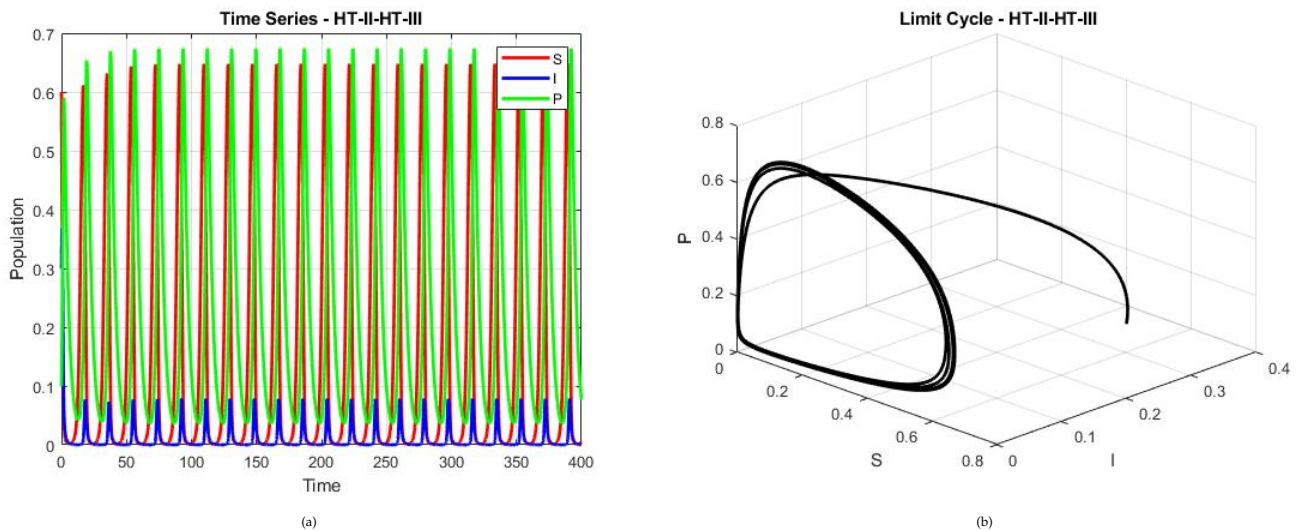 Time Series - HT-II-HT-III
0.7
0.6
0.5
0.4
0.3
0.2
0.1
0
Population
S
I
P
0 50 100 150 200 250 300 350 400
Time
(a)
Limit Cycle - HT-II-HT-III
0.8
0.6
0.4
0.2
0
P
0
0.2
0.4
0.6
0.8
S
0
0.1
0.2
0.3
0.4
I
(b)